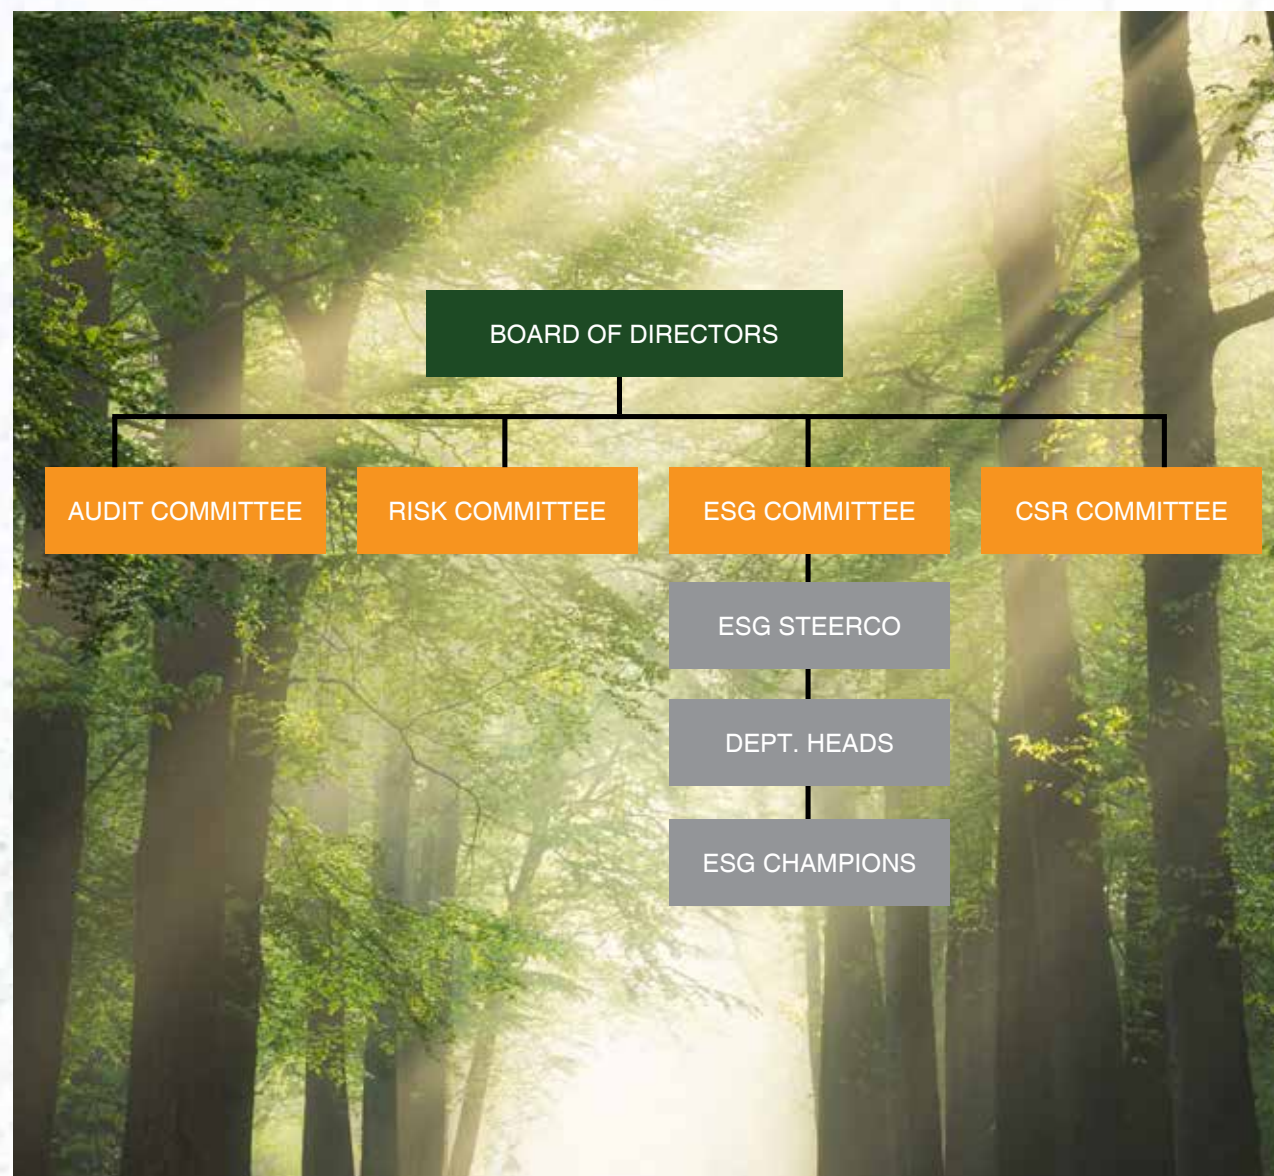 BOARD OF DIRECTORS
AUDIT COMMITTEE
RISK COMMITTEE
ESG COMMITTEE
CSR COMMITTEE
ESG STEERCO
DEPT. HEADS
ESG CHAMPIONS